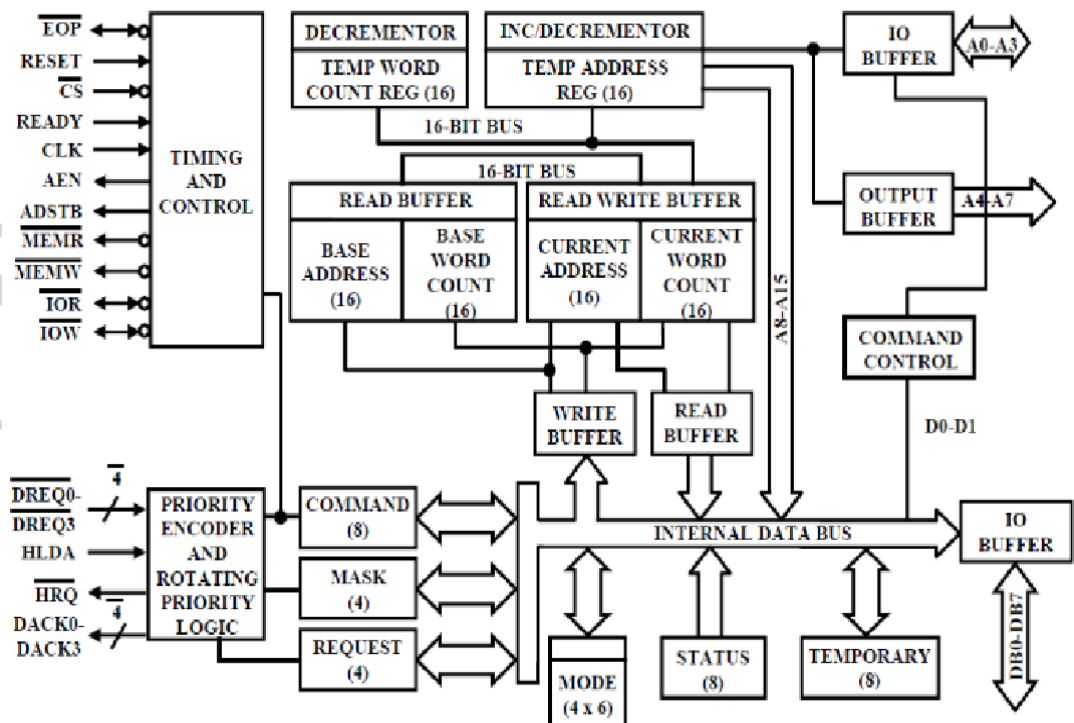 EOP
RESET
CS
READY
CLK
AEN
ADSTB
MEMR
MEMW
IOR
IOW
TIMING
AND
CONTROL
DECREMENTOR
TEMP WORD
COUNT REG (16)
INC/DECREMENTOR
TEMP ADDRESS
REG (16)
IO
BUFFER
A0-A3
16-BIT BUS
16-BIT BUS
READ BUFFER
BASE
ADDRESS
(16)
BASE
WORD
COUNT
(16)
READ WRITE BUFFER
CURRENT
ADDRESS
(16)
CURRENT
WORD
COUNT
(16)
A8-A15
OUTPUT
BUFFER
A4-A7
COMMAND
CONTROL
D0-D1
WRITE
BUFFER
READ
BUFFER
DREQ0-
DREQ3
4
HLDA
HRQ
DACK0-
DACK3
4
PRIORITY
ENCODER
AND
ROTATING
PRIORITY
LOGIC
COMMAND
(8)
MASK
(4)
REQUEST
(4)
INTERNAL DATA BUS
IO
BUFFER
DB0-DB7
MODE
(4 x 6)
STATUS
(8)
TEMPORARY
(8)